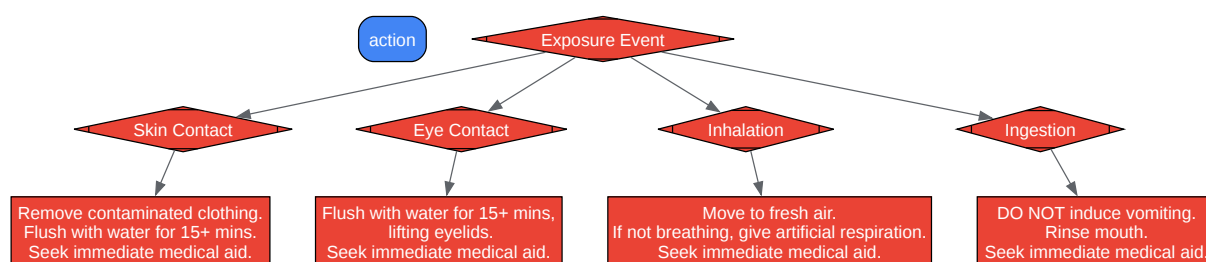 action
Exposure Event
Skin Contact
Eye Contact
Inhalation
Ingestion
Remove contaminated clothing.
Flush with water for 15+ mins.
Seek immediate medical aid.
Flush with water for 15+ mins,
lifting eyelids.
Seek immediate medical aid.
Move to fresh air.
If not breathing, give artificial respiration.
Seek immediate medical aid.
DO NOT induce vomiting.
Rinse mouth.
Seek immediate medical aid.